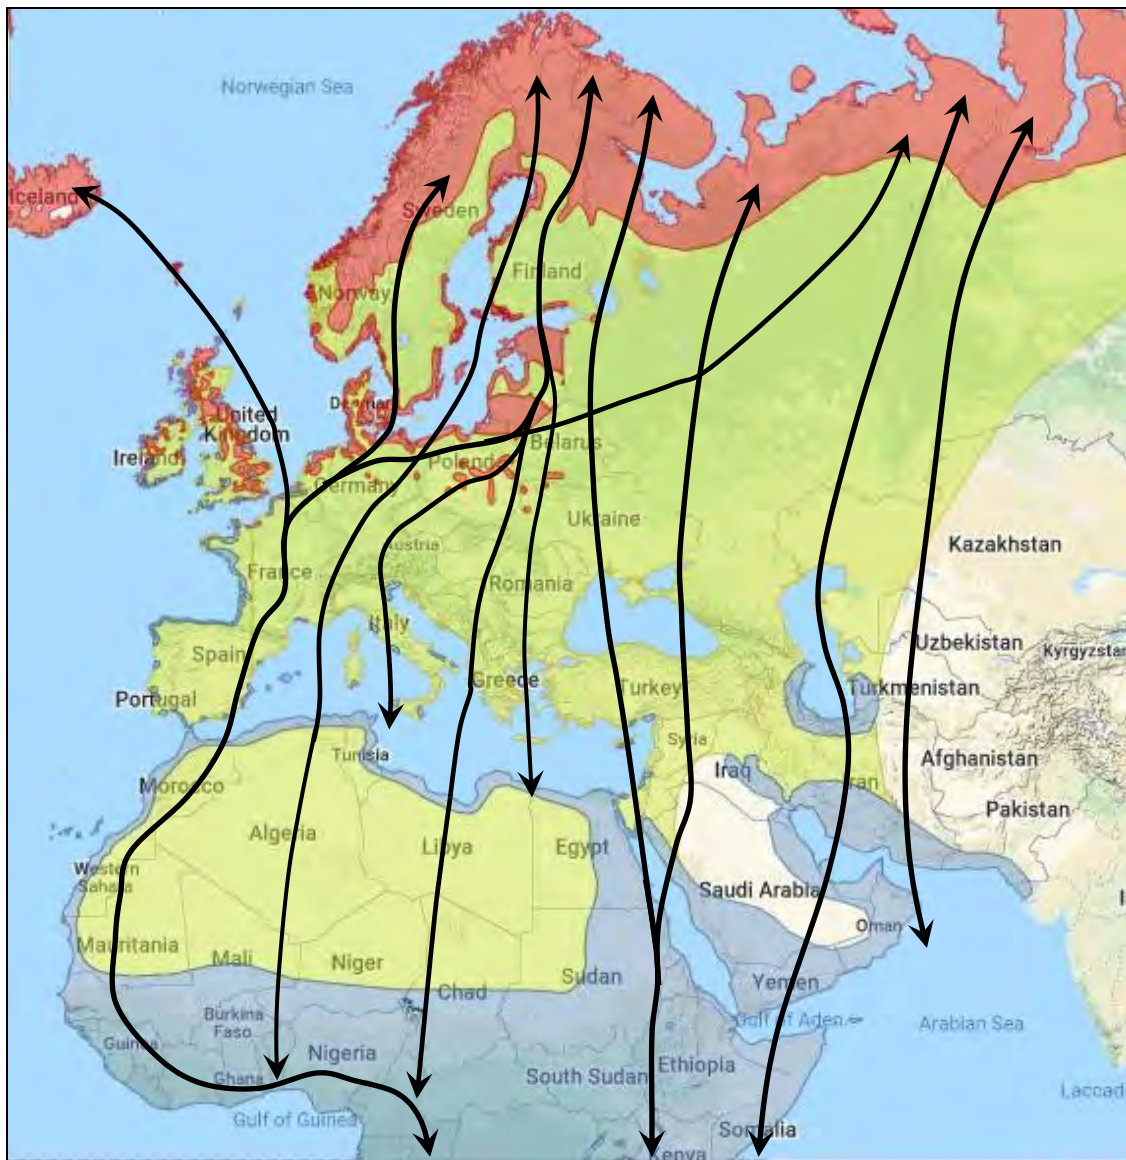 Norwegian Sea
Iceland
Sweden
Finland
Norway
Denmar
United
Kingdom
Ireland
Belarus
Poland
Germany
Ukraine
Austria
Kazakhstan
France
Romania
Italy
Uzbekistan
Kyrgyzstan
Spain
Greece
Turkey
Turkmenistan
Portugal
Syria
Tunisia
Iraq
Afghanistan
Iran
Morocco
Pakistan
Algeria
Libya
Egypt
Western
Sahara
Saudi Arabia
Oman
Mauritania
Mali
Niger
Sudan
Yemen
Chad
Burkina
Faso
Gulf of Aden
Arabian Sea
Guinea
Nigeria
Ethiopia
Ghana
South Sudan
Laccad
Gulf of Guinea
Somalia
Kenya